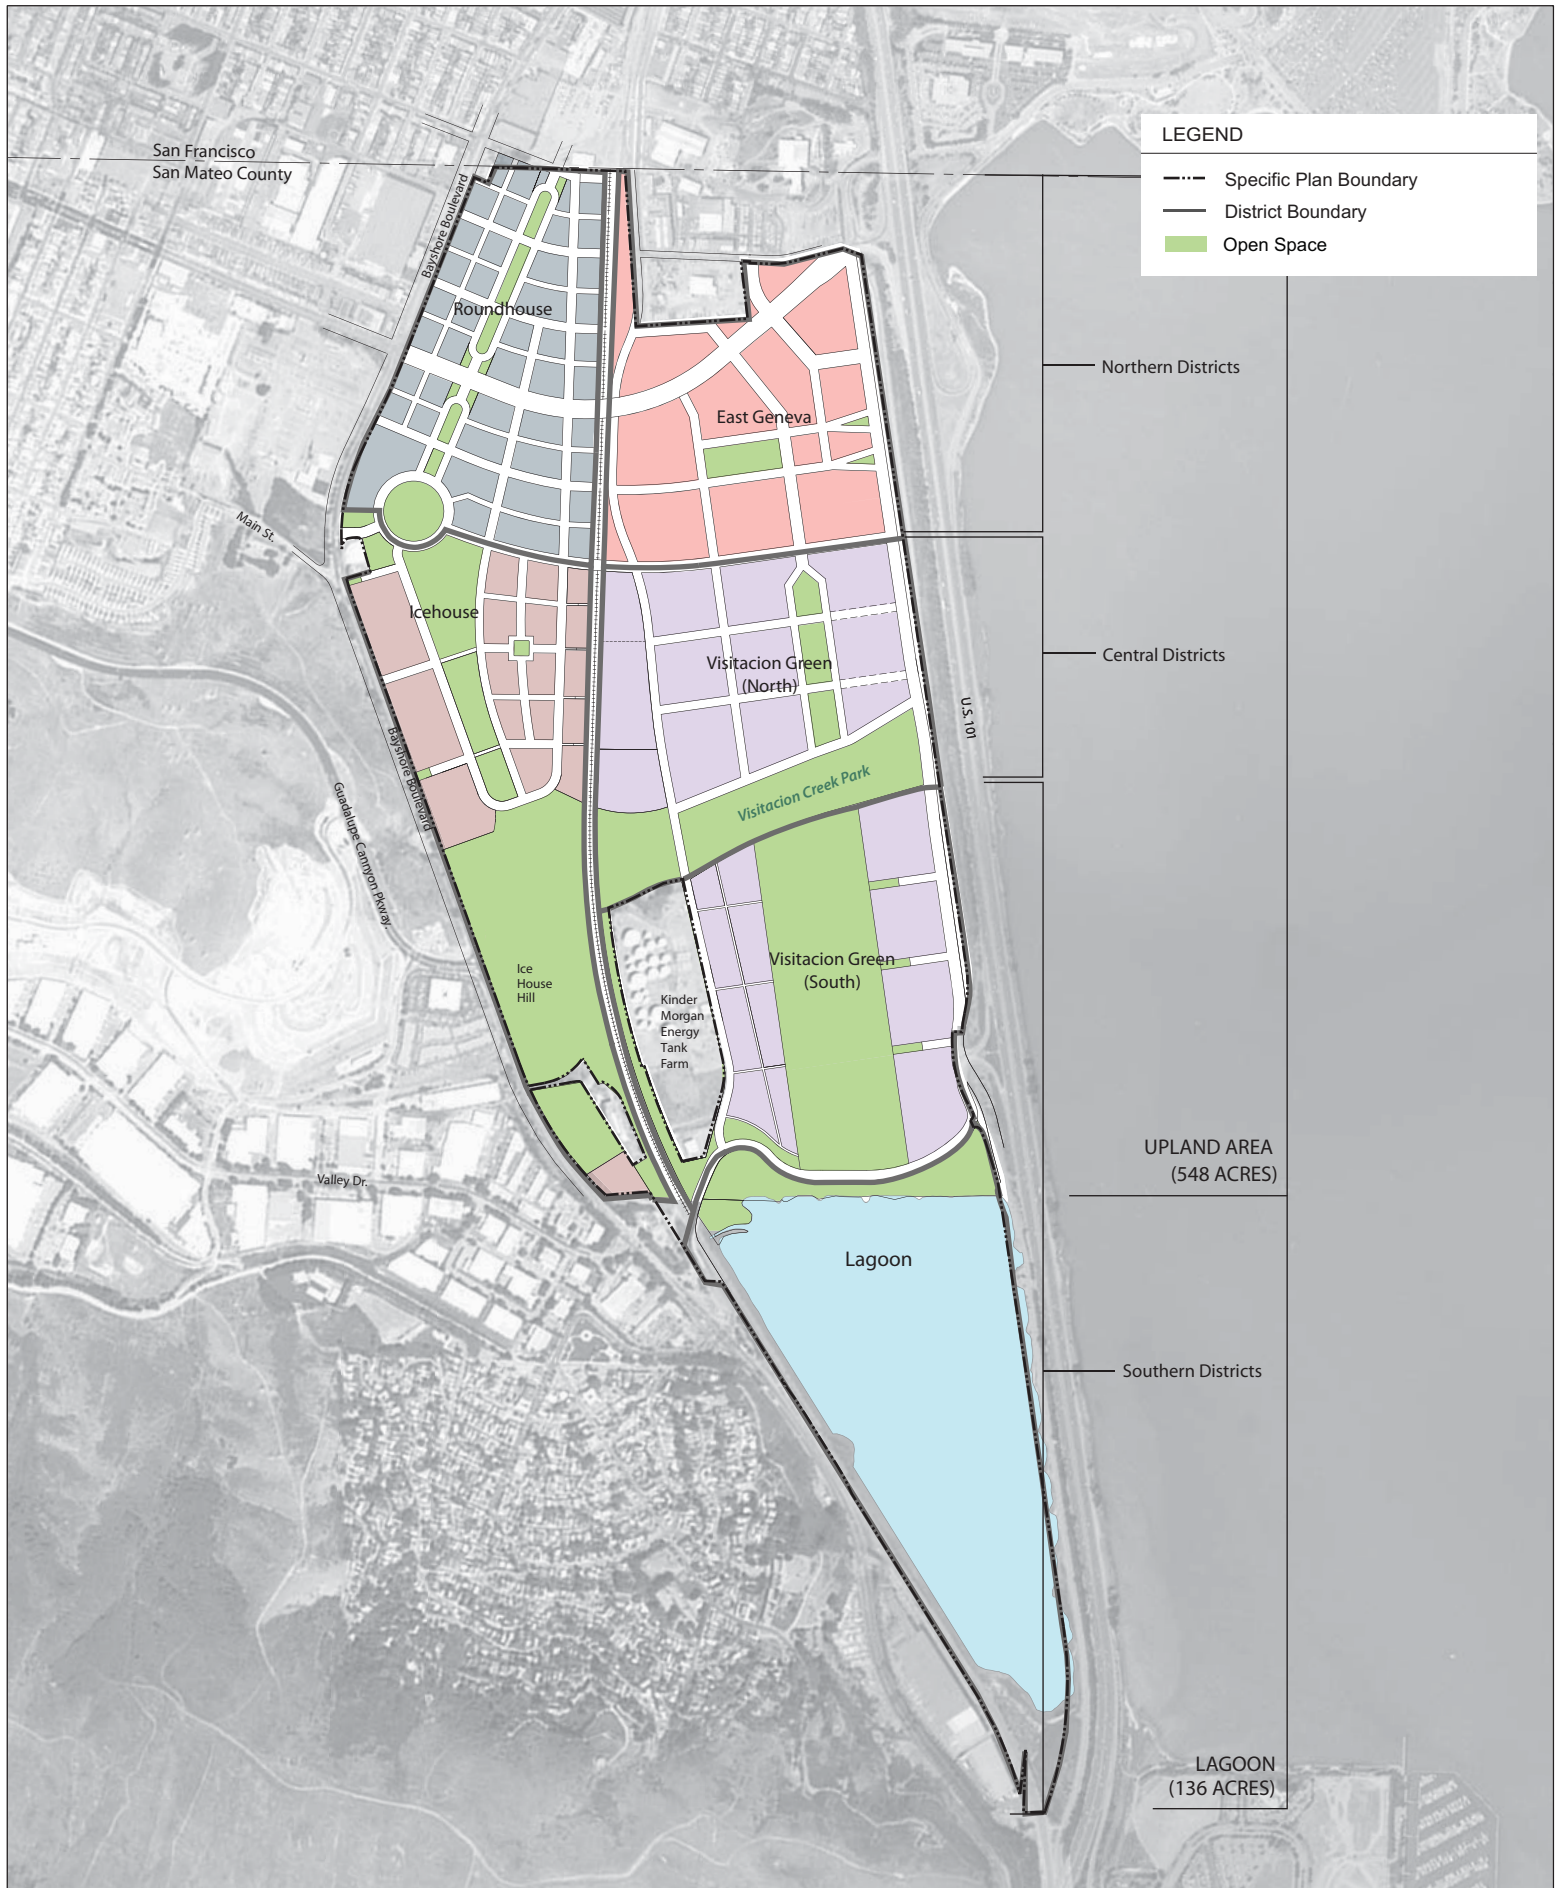 LEGEND
Specific Plan Boundary
District Boundary
Open Space
San Francisco
San Mateo County
Bayshore Boulevard
Roundhouse
Northern Districts
East Geneva
Main St.
Icehouse
Visitacion Green
(North)
Central Districts
U.S. 101
Bayshore Boulevard
Visitacion Creek Park
Guadalupe Cannyon Pkway.
Visitacion Green
(South)
Ice
House
Hill
Kinder
Morgan
Energy
Tank
Farm
UPLAND AREA
(548 ACRES)
Valley Dr.
Lagoon
Southern Districts
LAGOON
(136 ACRES)